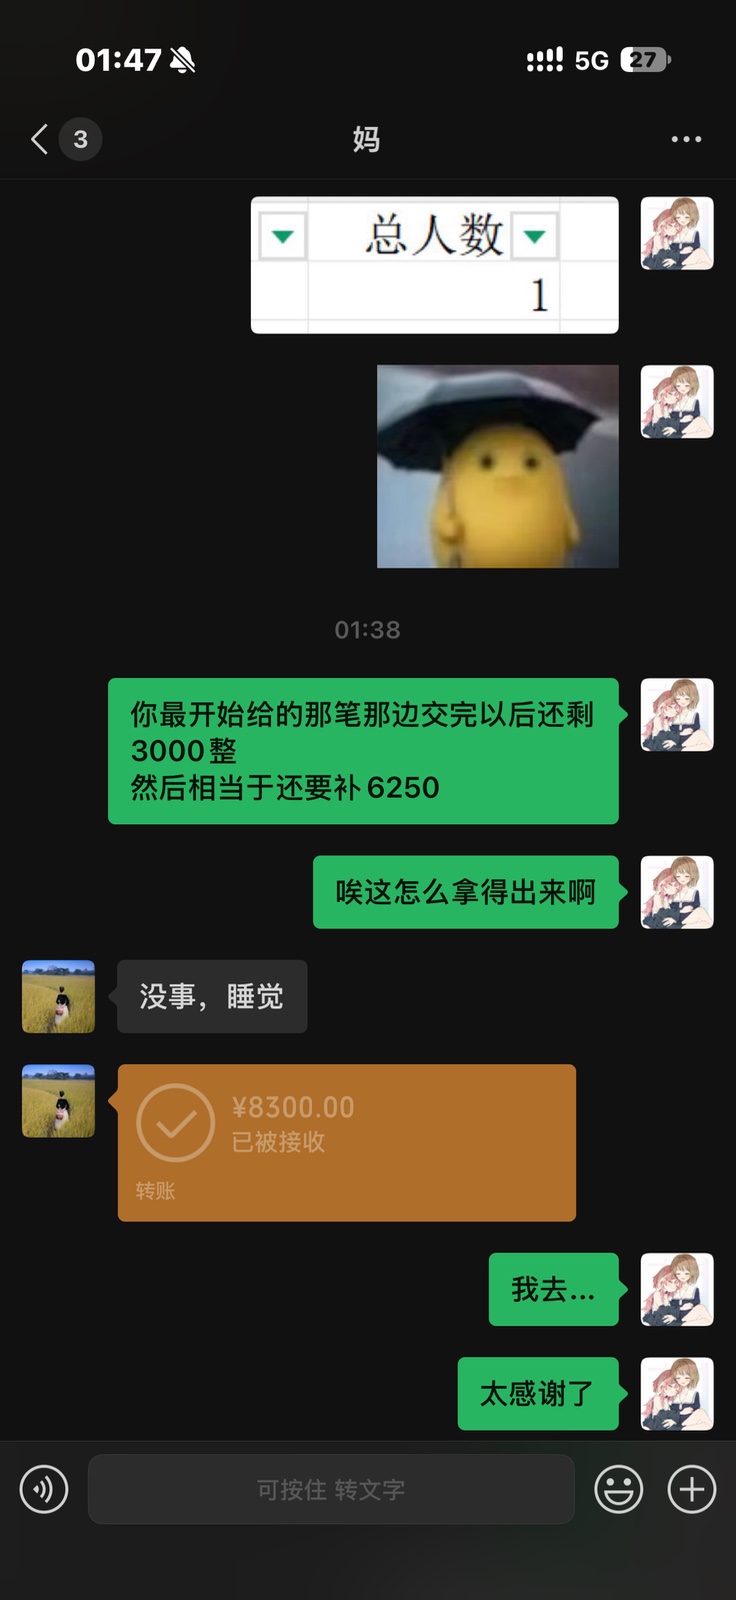 01:47
5G
27
3
妈
总人数
1
01:38
你最开始给的那笔那边交完以后还剩
3000整
然后相当于还要补6250
唉这怎么拿得出来啊
没事，睡觉
¥8300.00
已被接收
转账
我去...
太感谢了
可按住 转文字